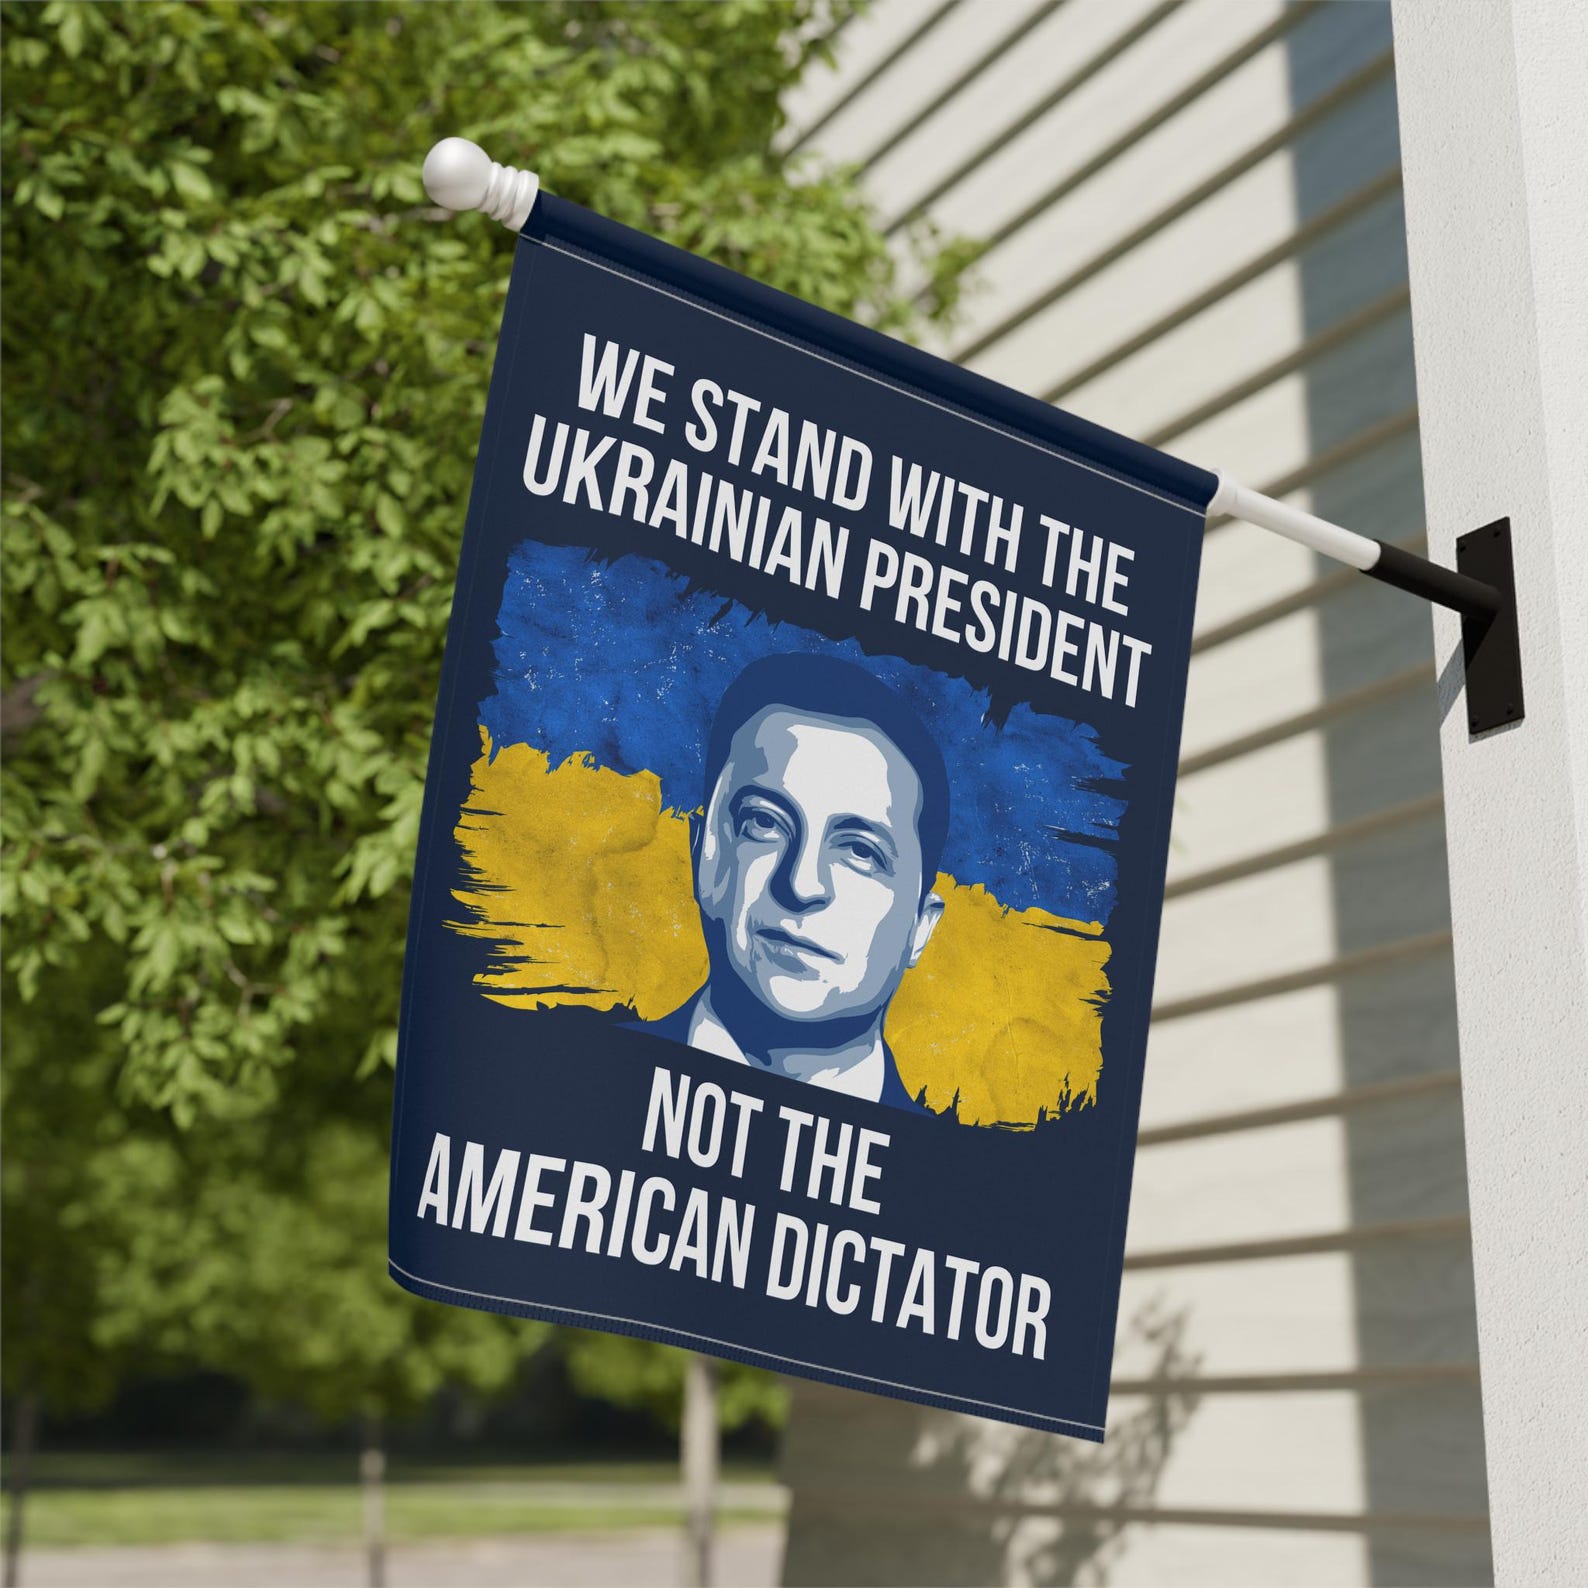 WE STAND WITH THE
UKRAINIAN PRESIDENT
NOT THE
AMERICAN DICTATOR